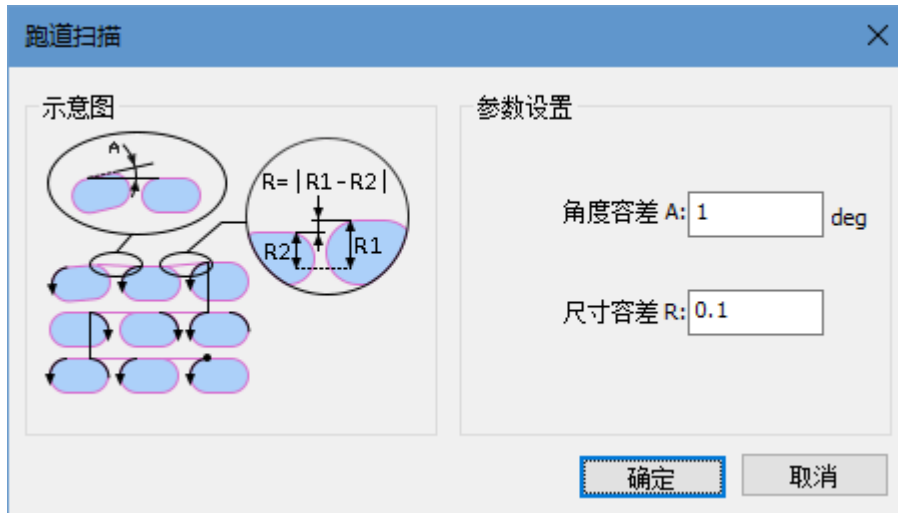 跑道扫描
示意图
A
R=|R1-R2|
R2
R1
参数设置
角度容差 A: 1 deg
尺寸容差 R: 0.1
确定
取消